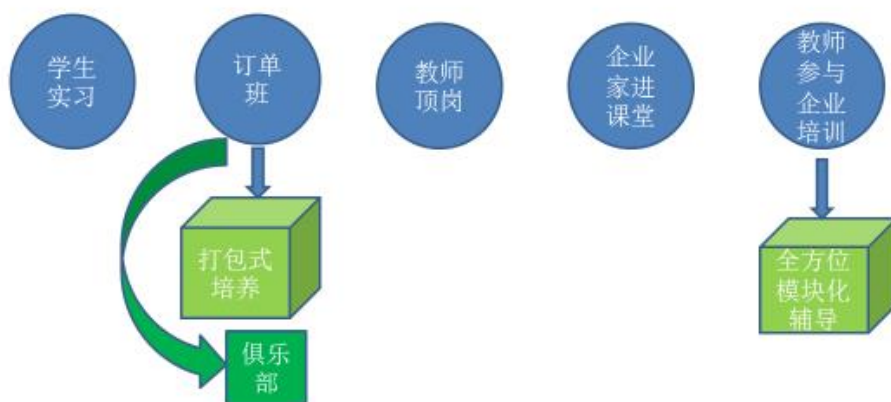 学生
实习
订单
班
教师
顶岗
企业
家进
课堂
教师
参与
企业
培训
打包式
培养
全方位
模块化
辅导
俱乐
部